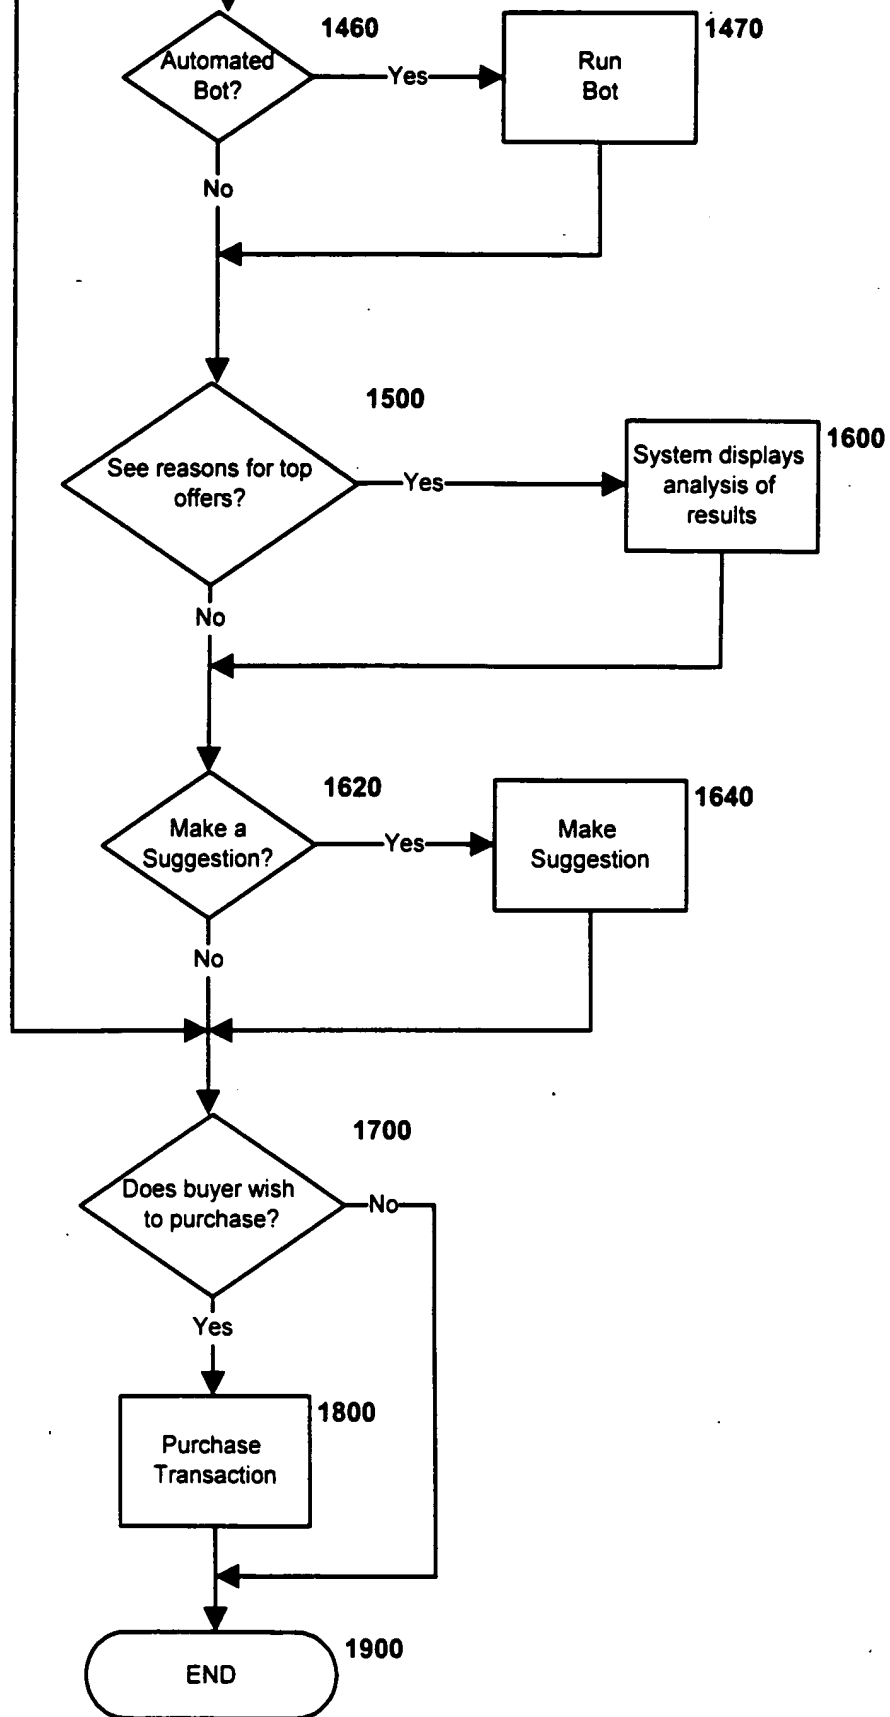 1460
Automated
Bot?
Yes
1470
Run
Bot
No
1500
See reasons for top
offers?
Yes
1600
System displays
analysis of
results
No
1620
Make a
Suggestion?
Yes
1640
Make
Suggestion
No
1700
Does buyer wish
to purchase?
No
Yes
1800
Purchase
Transaction
1900
END